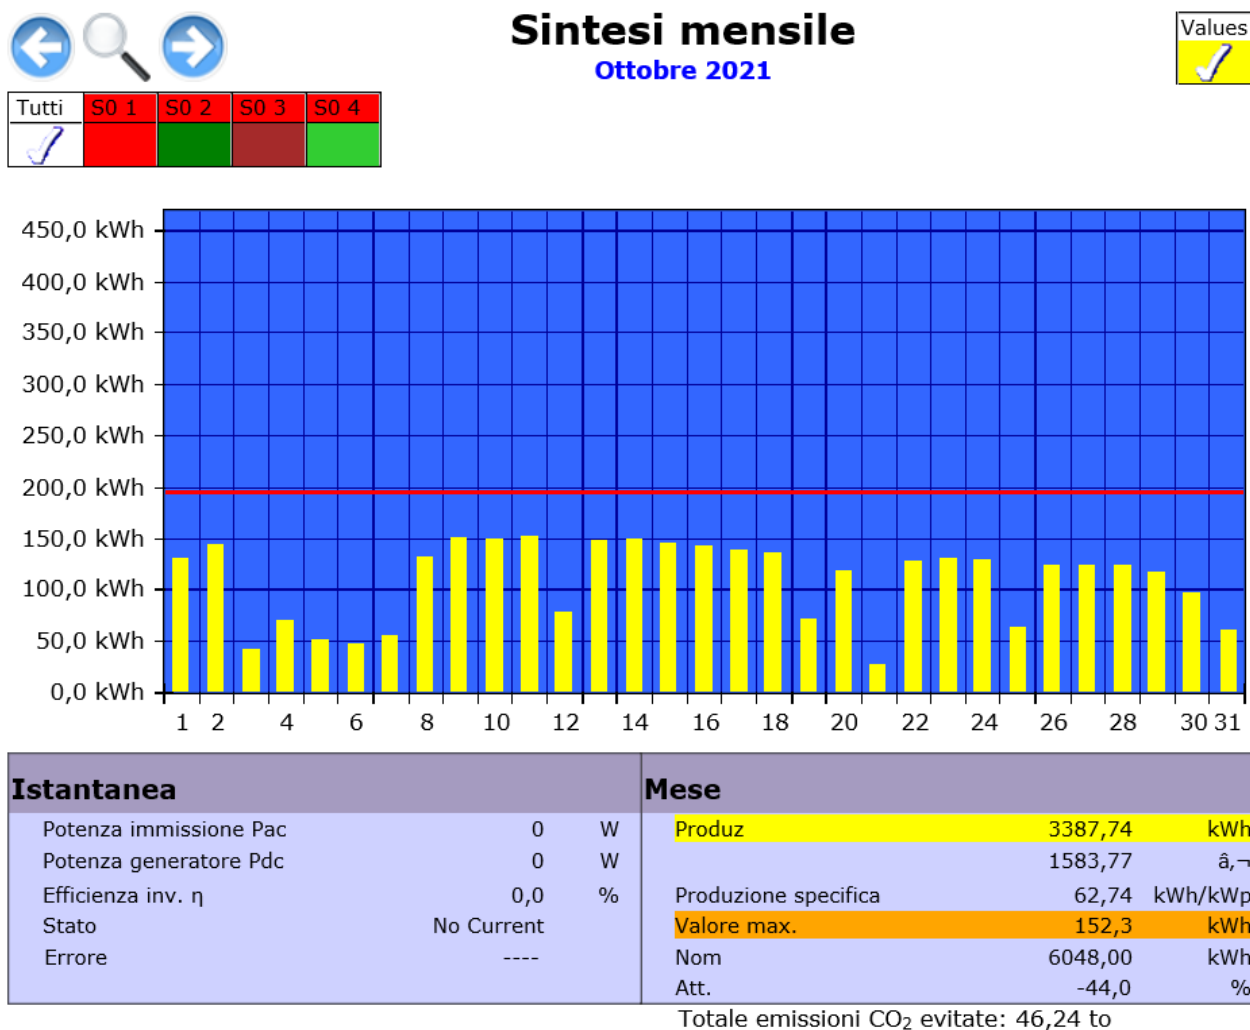 Sintesi mensile
Ottobre 2021
Values
Tutti S0 1 S0 2 S0 3 S0 4
450,0 kWh
400,0 kWh
350,0 kWh
300,0 kWh
250,0 kWh
200,0 kWh
150,0 kWh
100,0 kWh
50,0 kWh
0,0 kWh
1 2 4 6 8 10 12 14 16 18 20 22 24 26 28 30 31
Istantanea
Potenza immissione Pac 0 W
Potenza generatore Pdc 0 W
Efficienza inv. η 0,0 %
Stato No Current
Errore ----
Mese
Produz 3387,74 kWh
1583,77 â‚¬
Produzione specifica 62,74 kWh/kWp
Valore max. 152,3 kWh
Nom 6048,00 kWh
Att. -44,0 %
Totale emissioni CO₂ evitate: 46,24 to